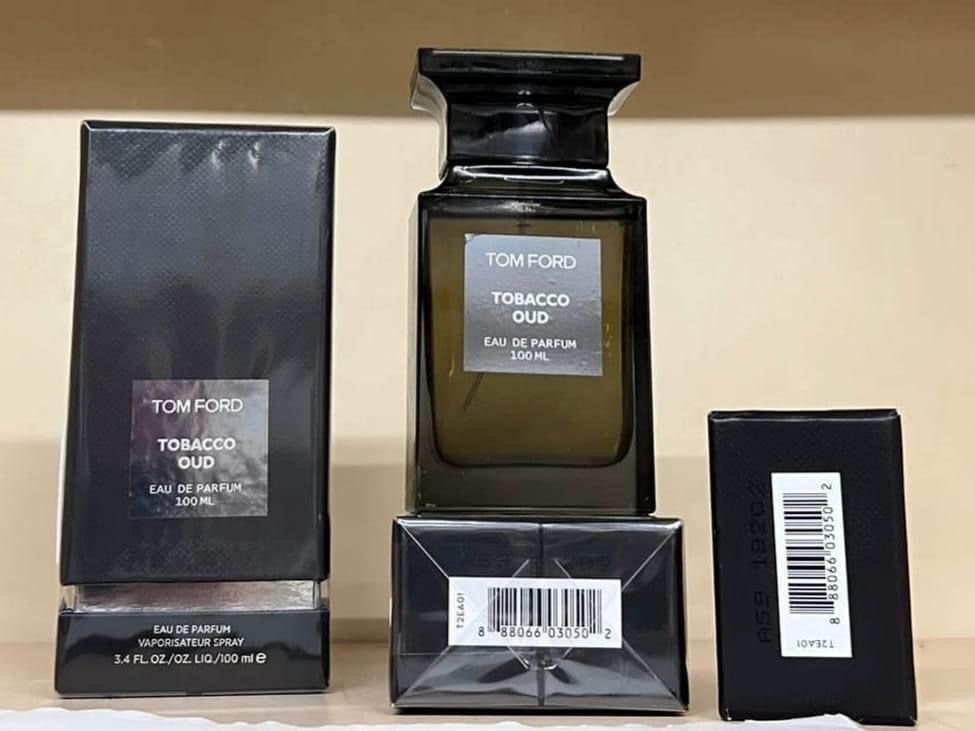 TOM FORD
TOBACCO
OUD
EAU DE PARFUM
100 ML
EAU DE PARFUM
VAPORISATEUR SPRAY
3.4 FL. OZ./OZ. LIQ./100 ml ℮
TOM FORD
TOBACCO
OUD
EAU DE PARFUM
100 ML
T2EA01
8 88066 03050 2
8 88066 03050 2
T2EA01